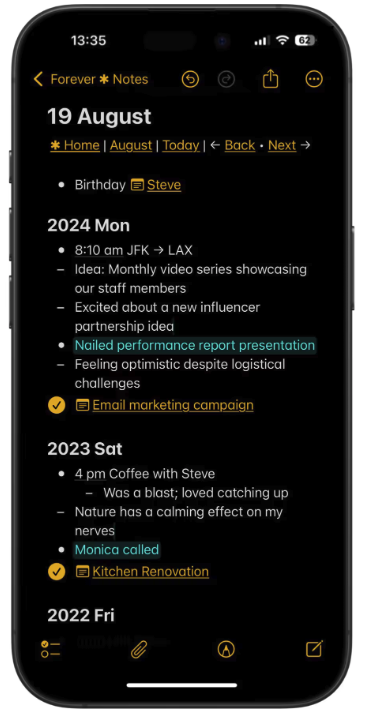 13:35
62
Forever ✱ Notes
19 August
✱ Home | August | Today | ← Back • Next →
• Birthday Steve
2024 Mon
• 8:10 am JFK → LAX
– Idea: Monthly video series showcasing
our staff members
– Excited about a new influencer
partnership idea
• Nailed performance report presentation
– Feeling optimistic despite logistical
challenges
Email marketing campaign
2023 Sat
• 4 pm Coffee with Steve
– Was a blast; loved catching up
– Nature has a calming effect on my
nerves
• Monica called
Kitchen Renovation
2022 Fri